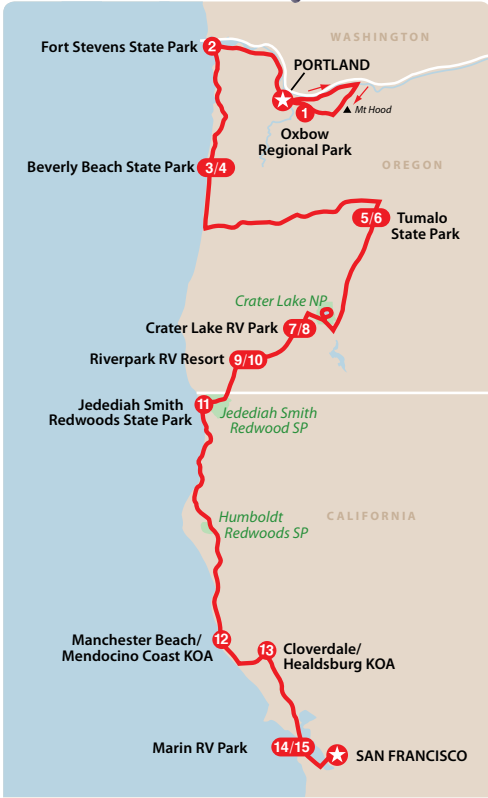 WASHINGTON
Fort Stevens State Park
2
PORTLAND
Mt Hood
1
Oxbow
Regional Park
OREGON
Beverly Beach State Park
3/4
5/6
Tumalo
State Park
Crater Lake NP
Crater Lake RV Park
7/8
Riverpark RV Resort
9/10
Jedediah Smith
Redwoods State Park
11
Jedediah Smith
Redwood SP
Humboldt
Redwoods SP
CALIFORNIA
Manchester Beach/
Mendocino Coast KOA
12
13
Cloverdale/
Healdsburg KOA
Marin RV Park
14/15
SAN FRANCISCO